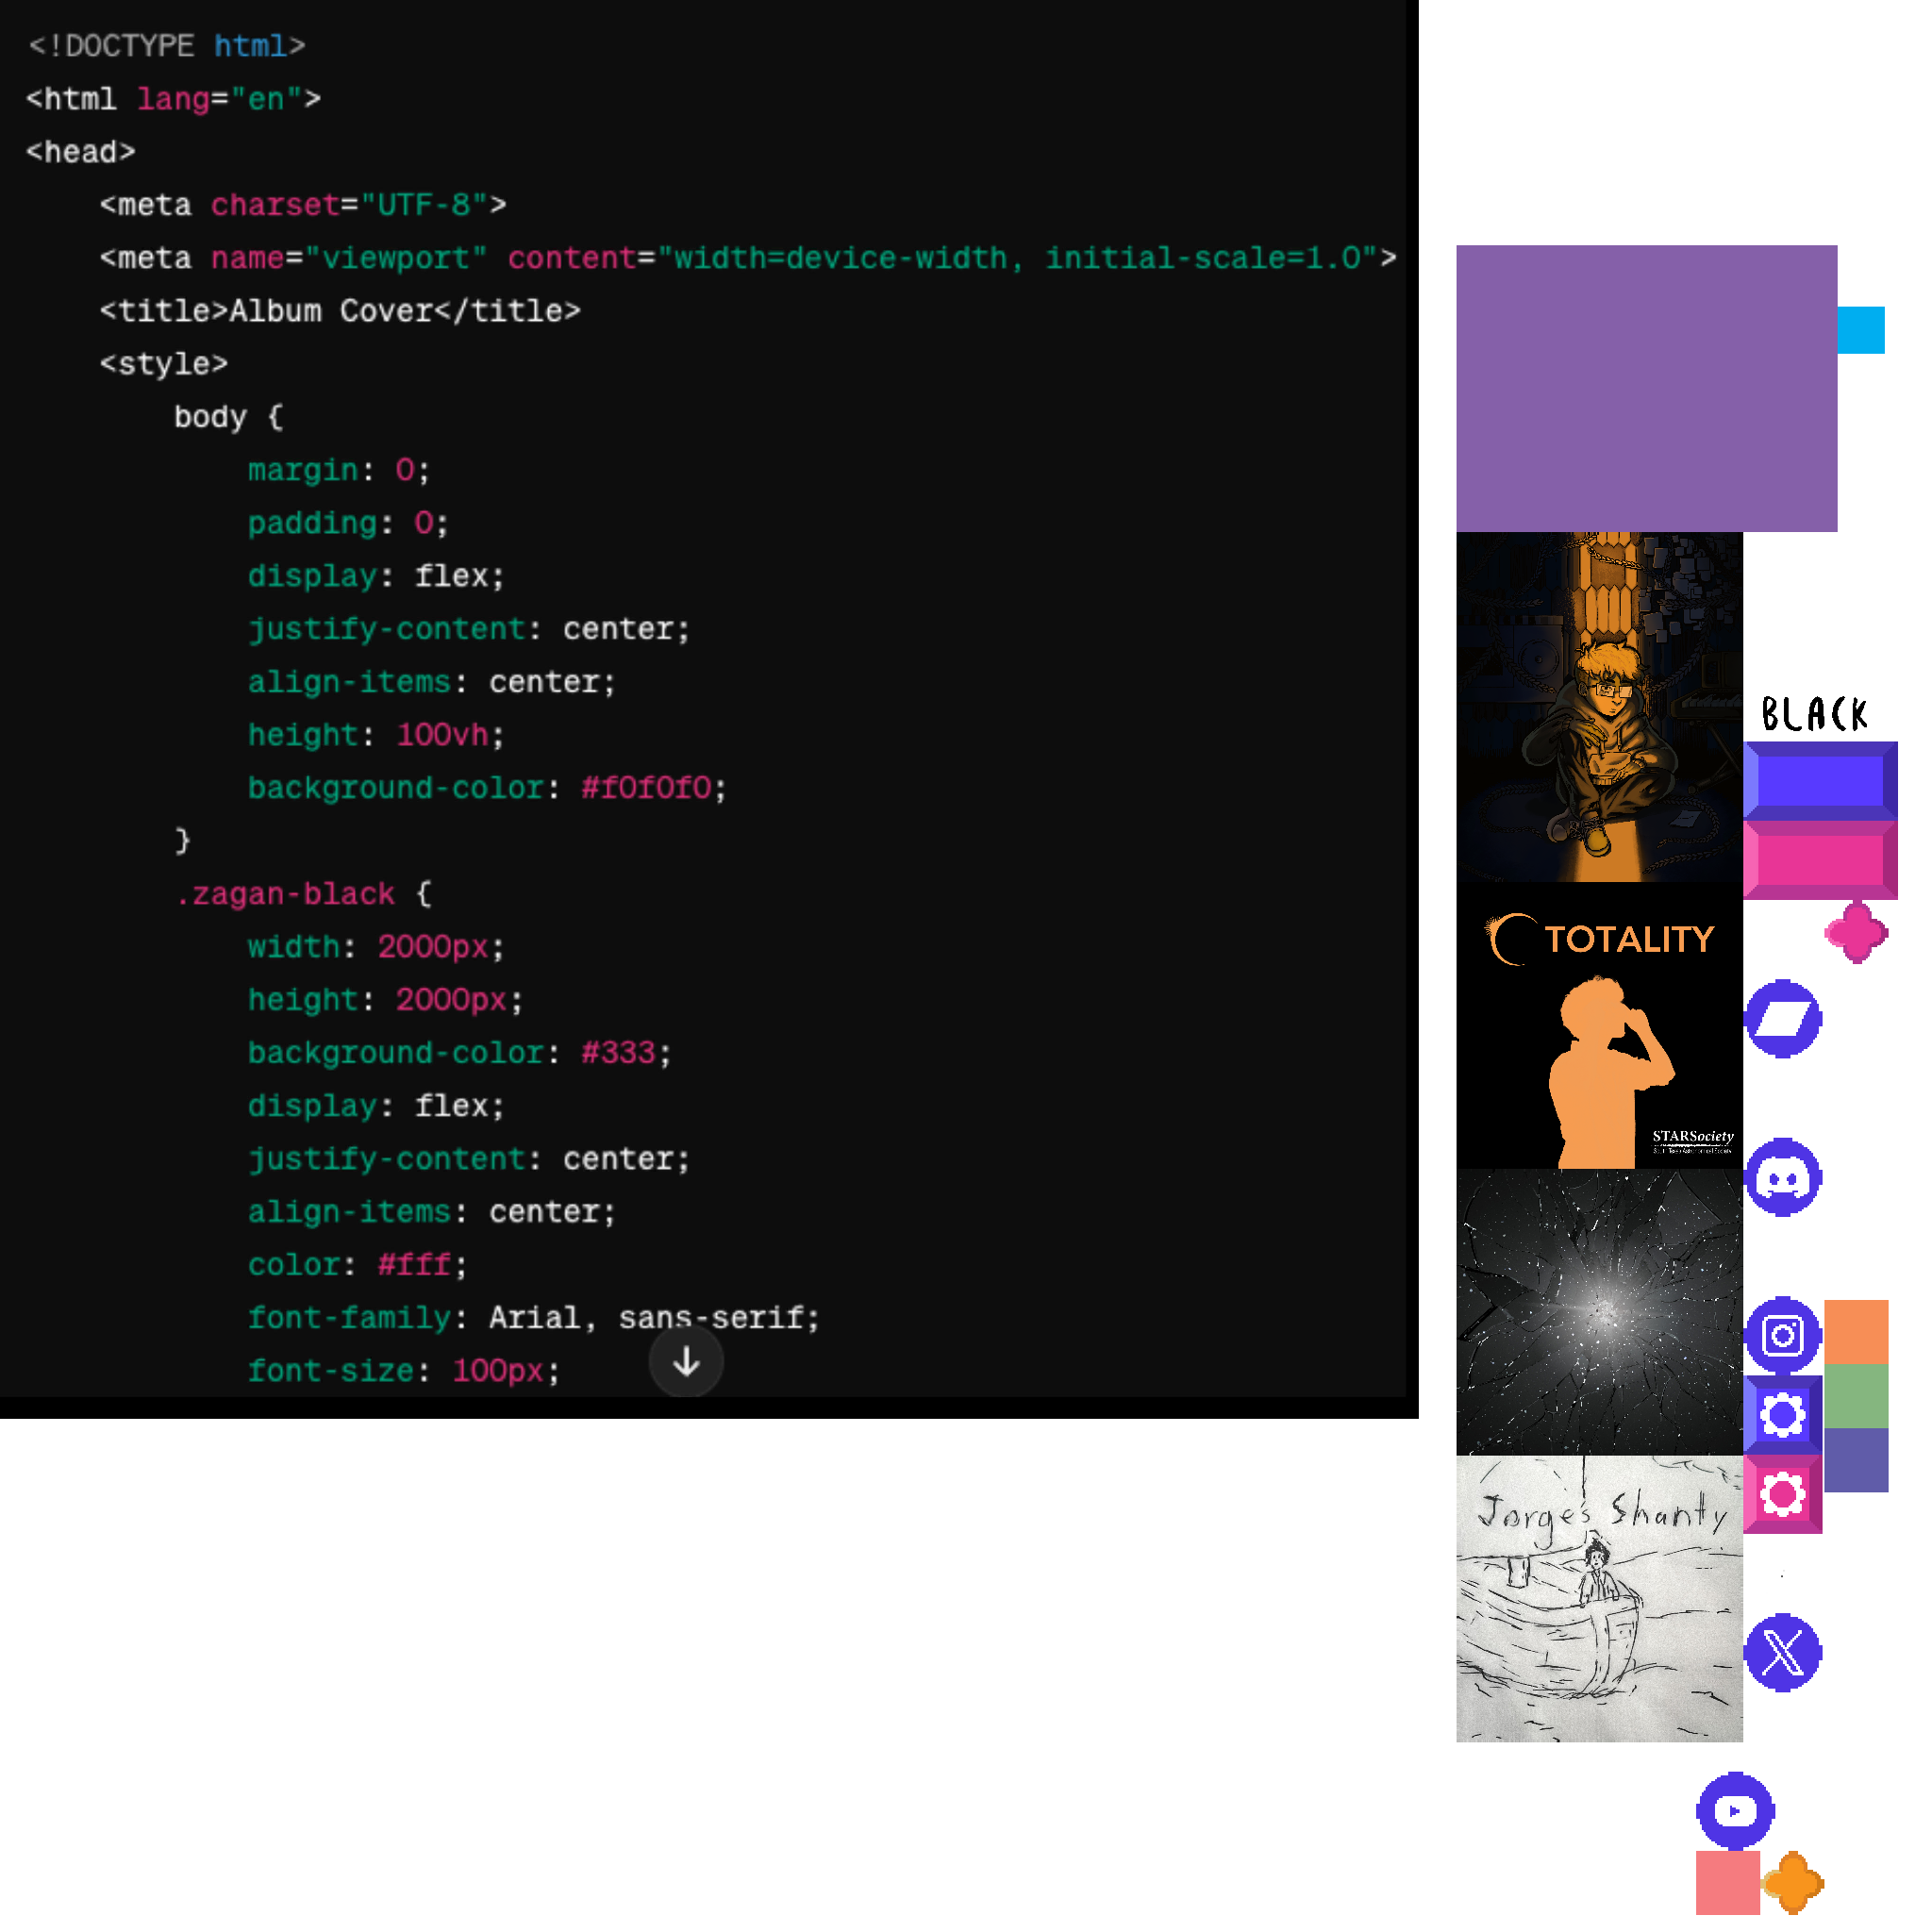 <!DOCTYPE html>
<html lang="en">
<head>
<meta charset="UTF-8">
<meta name="viewport" content="width=device-width, initial-scale=1.0">
<title>Album Cover</title>
<style>
body {
margin: 0;
padding: 0;
display: flex;
justify-content: center;
align-items: center;
height: 100vh;
background-color: #f0f0f0;
}
.zagan-black {
width: 2000px;
height: 2000px;
background-color: #333;
display: flex;
justify-content: center;
align-items: center;
color: #fff;
font-family: Arial, sans-serif;
font-size: 100px;
BLACK
TOTALITY
STARSociety
Jorge's Shanty